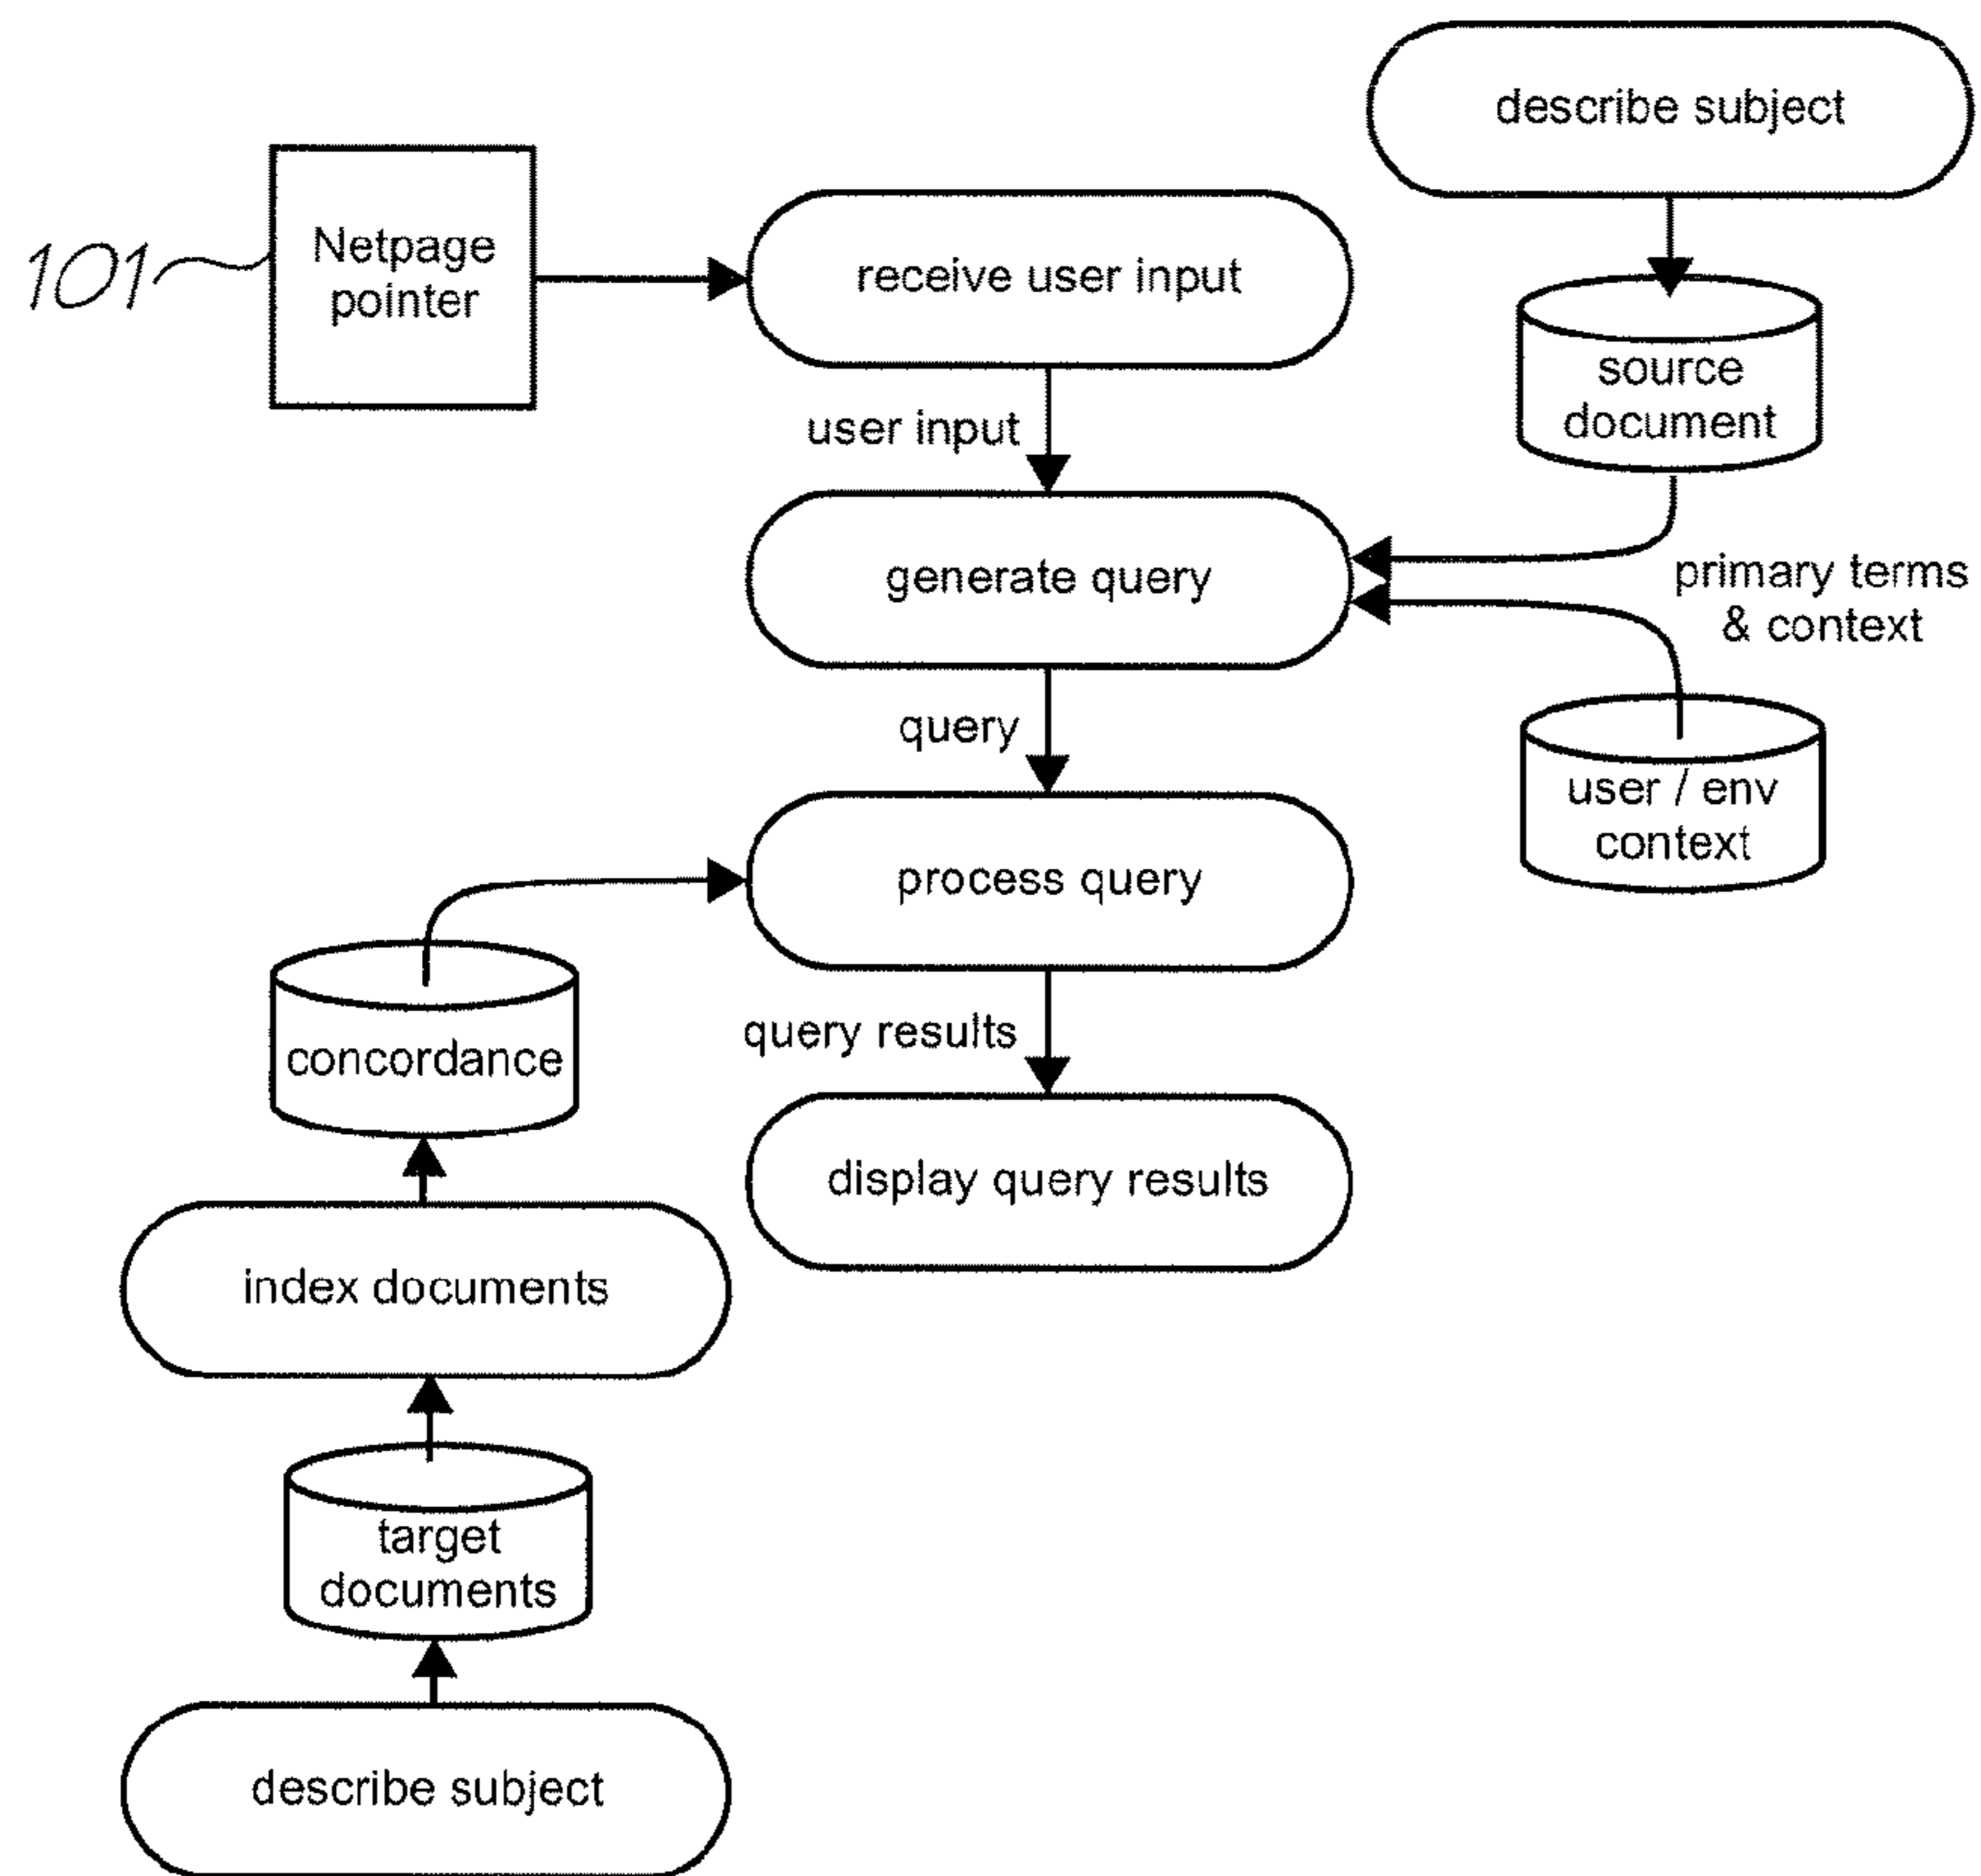 describe subject
101
Netpage
pointer
receive user input
source
document
user input
generate query
primary terms
& context
query
user / env
context
process query
concordance
query results
display query results
index documents
target
documents
describe subject